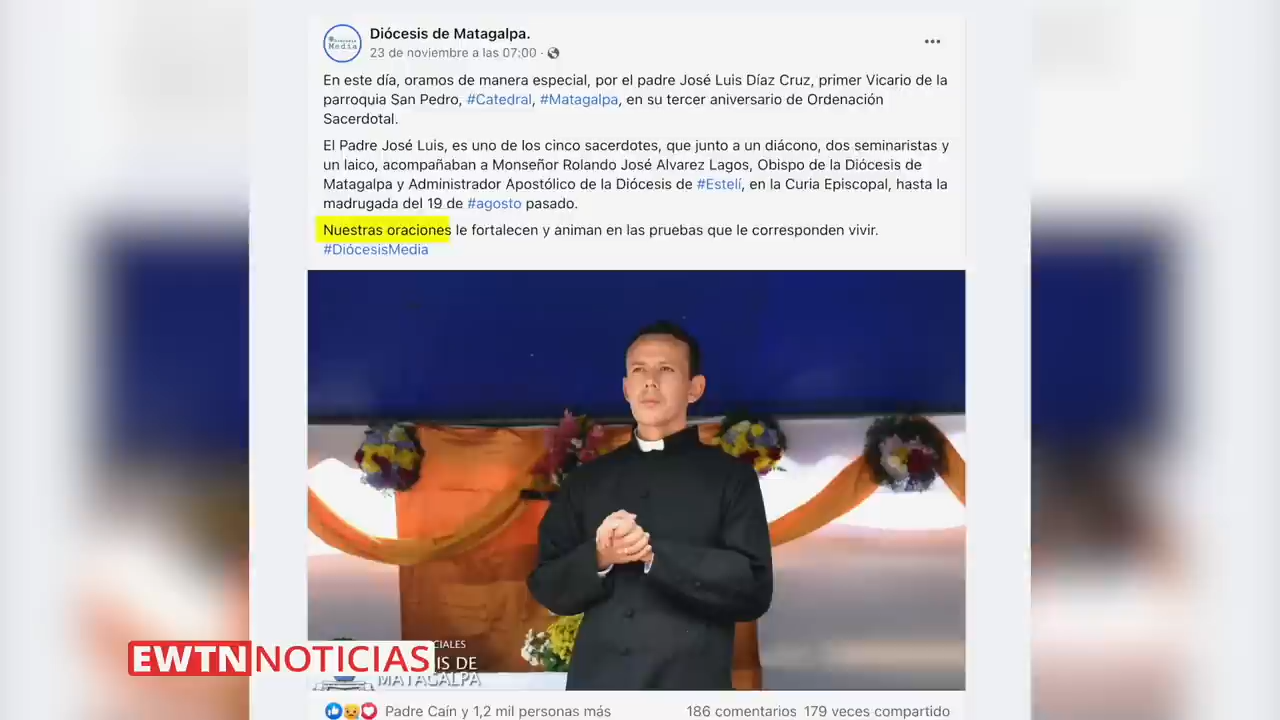 Diócesis de Matagalpa.
23 de noviembre a las 07:00 ·
En este día, oramos de manera especial, por el padre José Luis Díaz Cruz, primer Vicario de la
parroquia San Pedro, #Catedral, #Matagalpa, en su tercer aniversario de Ordenación
Sacerdotal.
El Padre José Luis, es uno de los cinco sacerdotes, que junto a un diácono, dos seminaristas y
un laico, acompañaban a Monseñor Rolando José Alvarez Lagos, Obispo de la Diócesis de
Matagalpa y Administrador Apostólico de la Diócesis de #Estelí, en la Curia Episcopal, hasta la
madrugada del 19 de #agosto pasado.
Nuestras oraciones le fortalecen y animan en las pruebas que le corresponden vivir.
#DiócesisMedia
CIALES
IS DE
MATAGALPA
EWTN NOTICIAS
Padre Caín y 1,2 mil personas más
186 comentarios 179 veces compartido